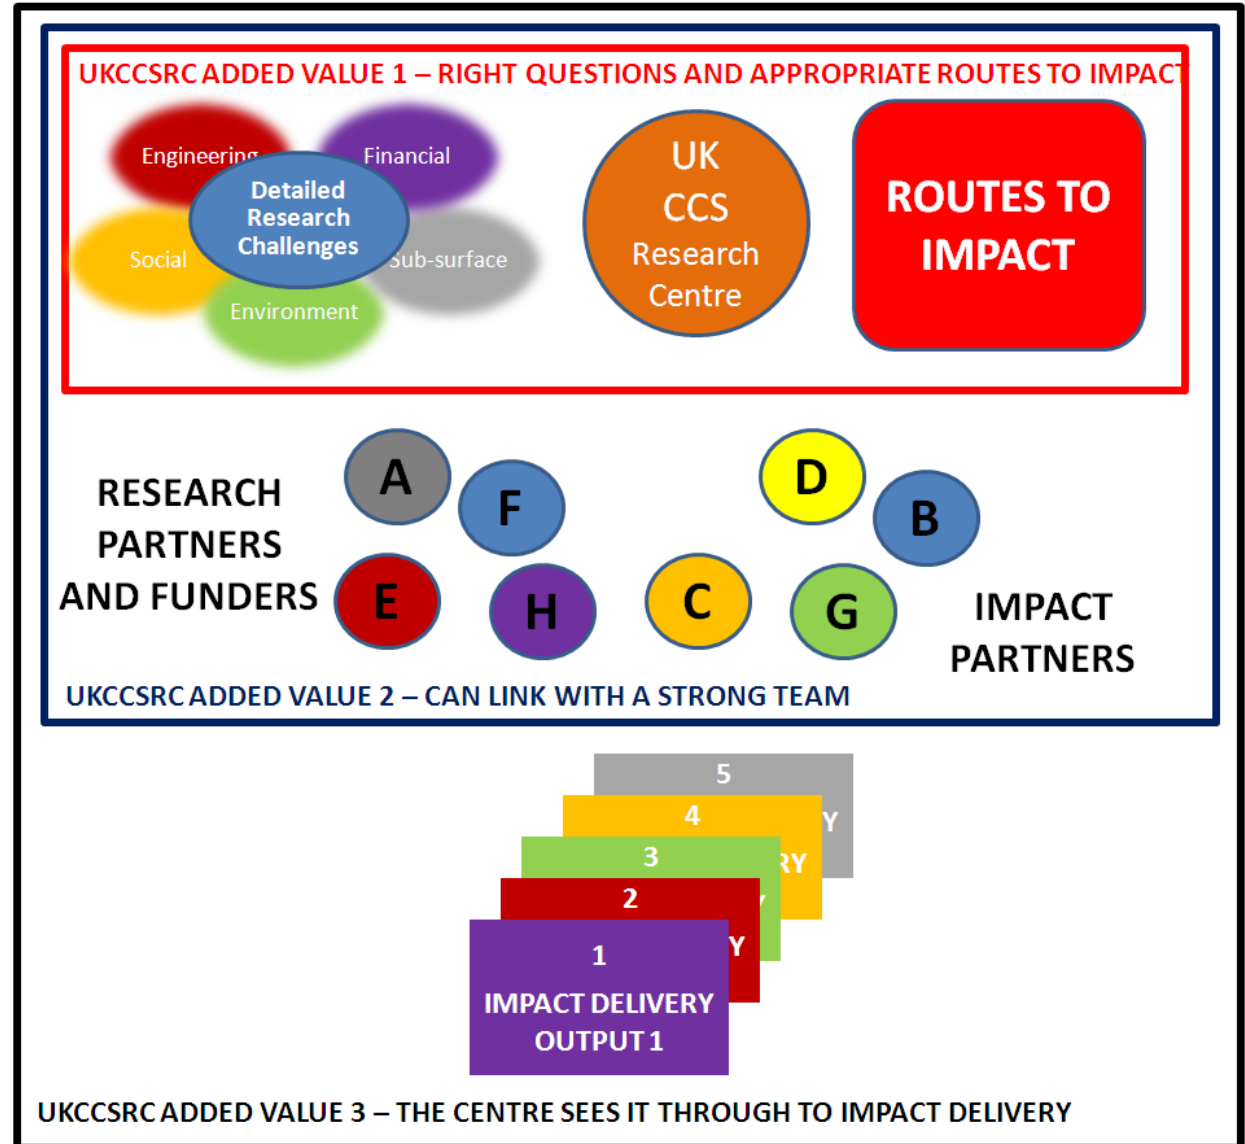 UKCCSRC ADDED VALUE 1 – RIGHT QUESTIONS AND APPROPRIATE ROUTES TO IMPACT
Engineering
Financial
Detailed
Research
Challenges
Social
Sub-surface
Environment
UK
CCS
Research
Centre
ROUTES TO
IMPACT
RESEARCH
PARTNERS
AND FUNDERS
A
F
E
H
C
D
B
G
IMPACT
PARTNERS
UKCCSRC ADDED VALUE 2 – CAN LINK WITH A STRONG TEAM
5
Y
4
RY
3
Y
2
Y
1
IMPACT DELIVERY
OUTPUT 1
UKCCSRC ADDED VALUE 3 – THE CENTRE SEES IT THROUGH TO IMPACT DELIVERY